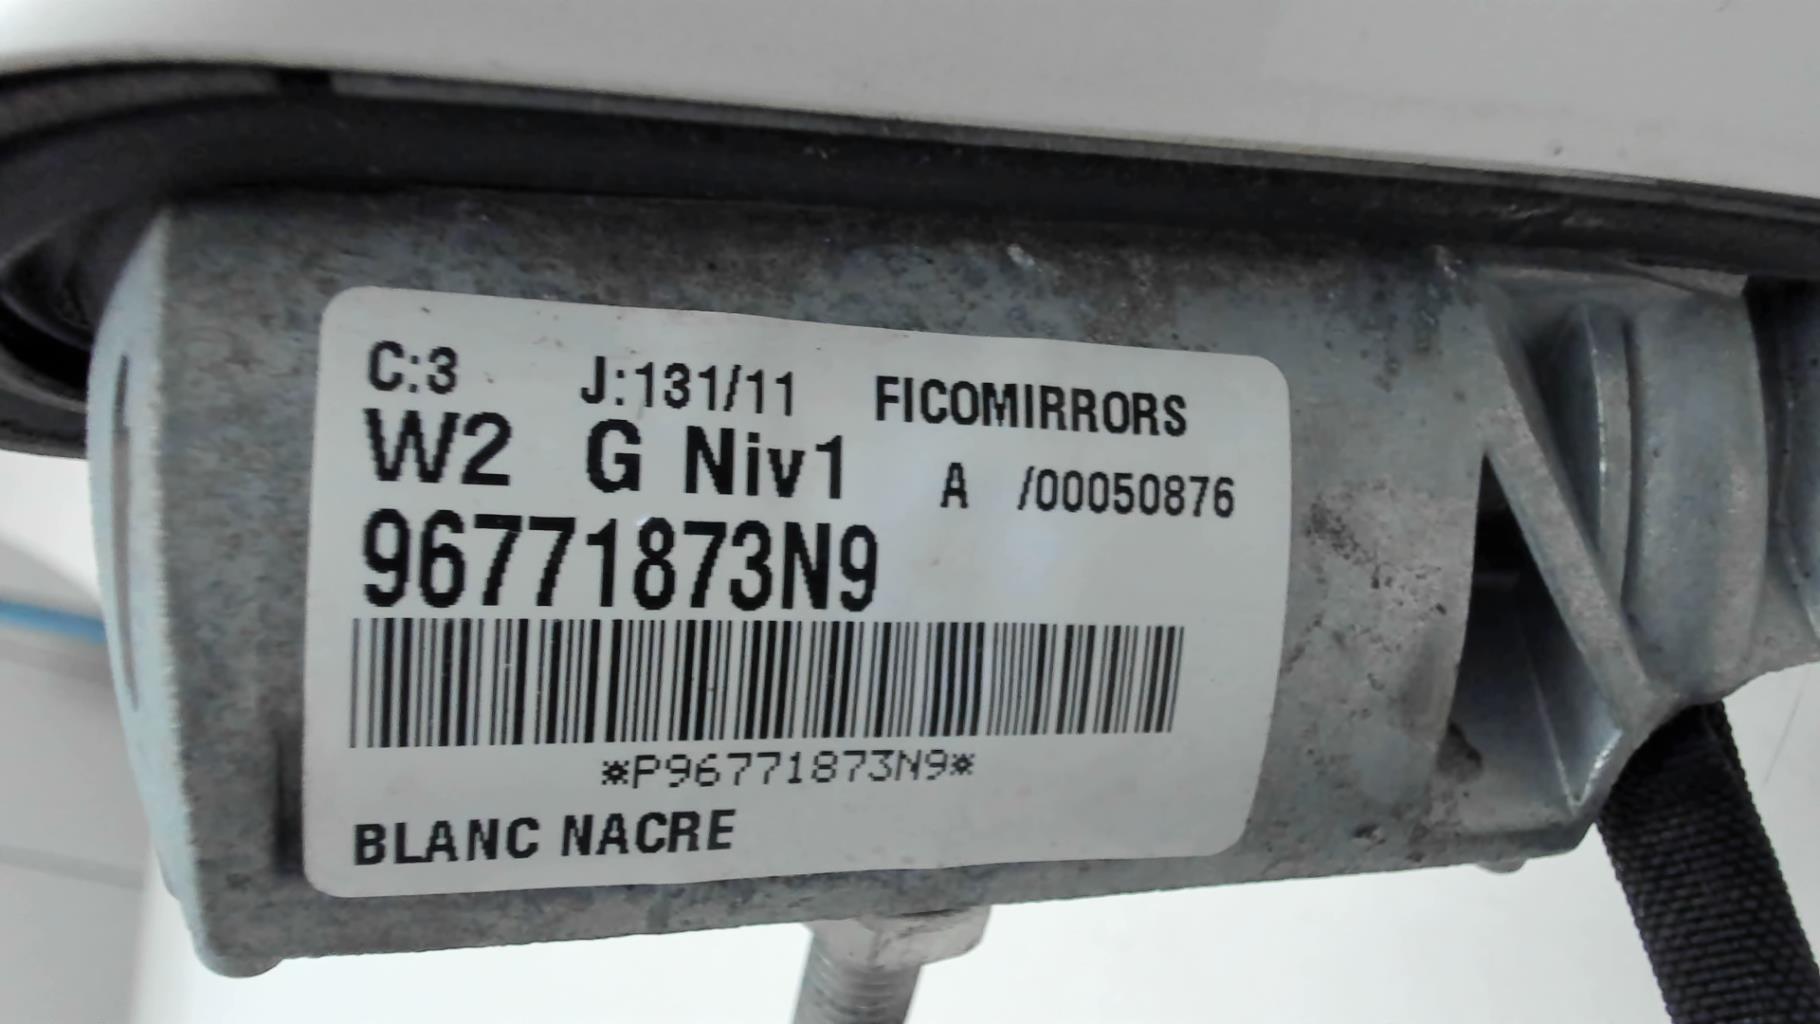 C:3 J:131/11 FICOMIRRORS
W2 G Niv1 A /00050876
96771873N9
*P96771873N9*
BLANC NACRE